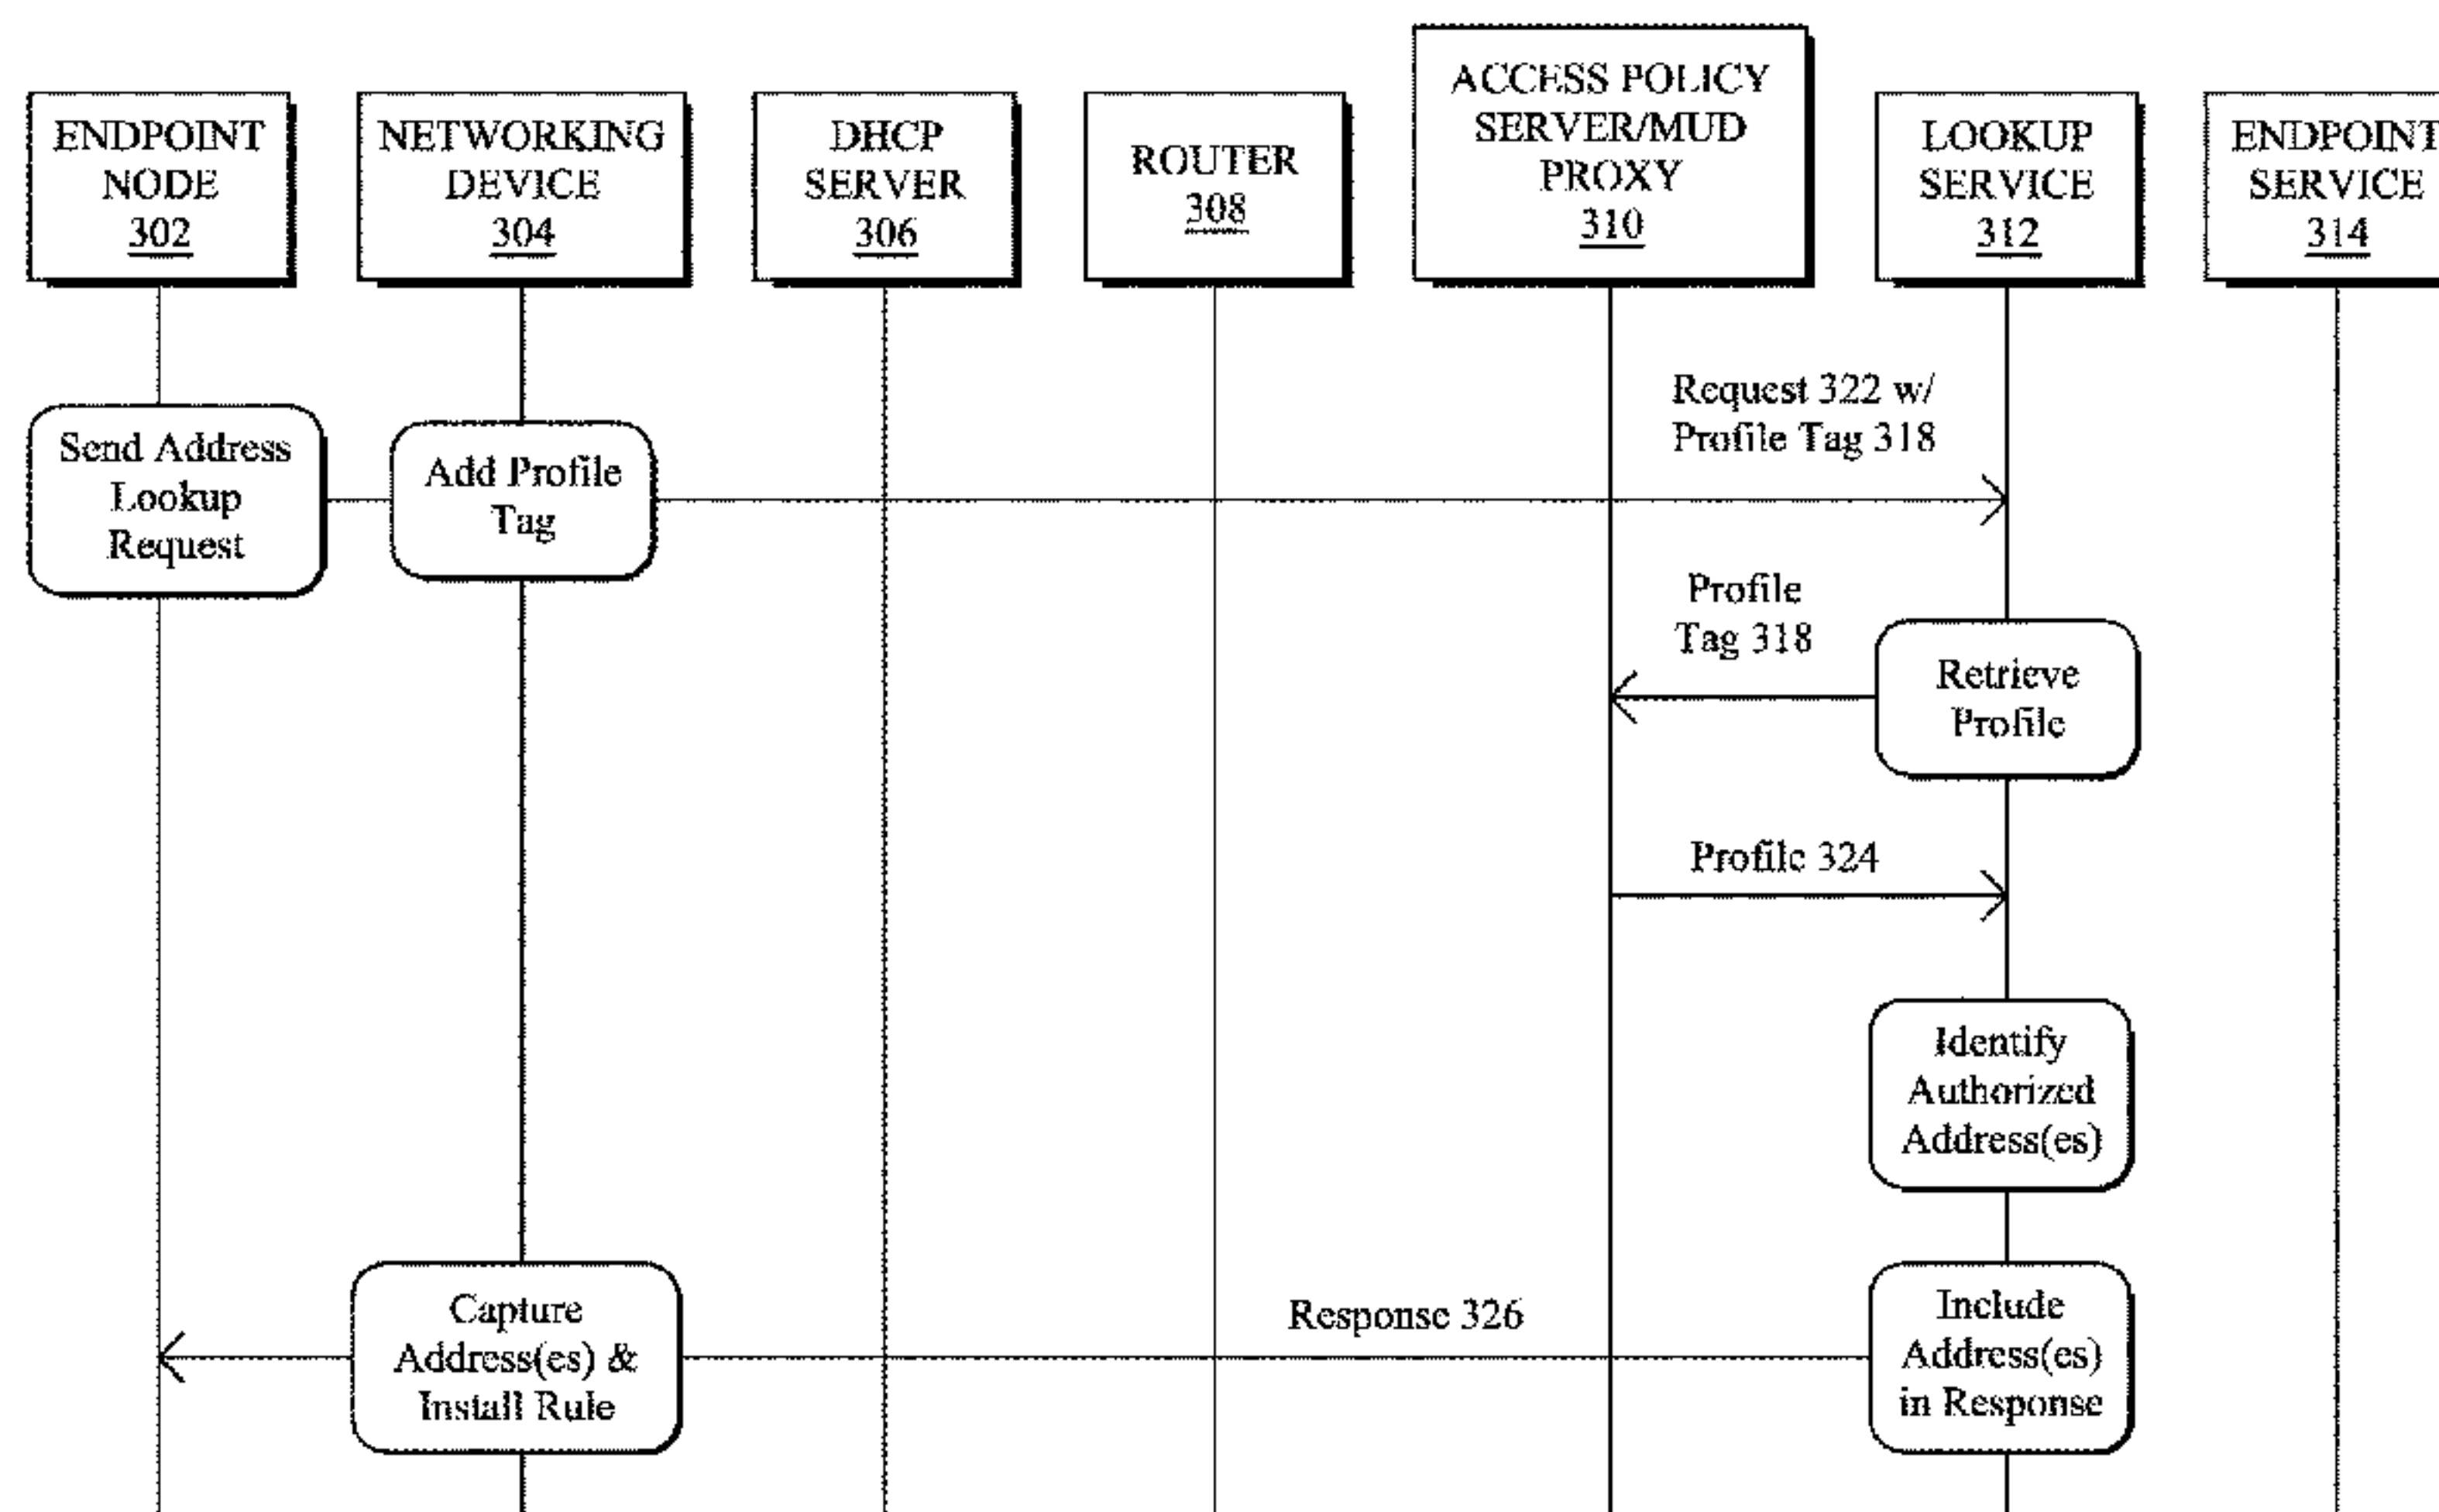 ENDPOINT
NODE
302
NETWORKING
DEVICE
304
DHCP
SERVER
306
ROUTER
308
ACCESS POLICY
SERVER/MUD
PROXY
310
LOOKUP
SERVICE
312
ENDPOINT
SERVICE
314
Send Address
Lookup
Request
Add Profile
Tag
Request 322 w/
Profile Tag 318
Profile
Tag 318
Retrieve
Profile
Profile 324
Identify
Authorized
Address(es)
Capture
Address(es) &
Install Rule
Response 326
Include
Address(es)
in Response